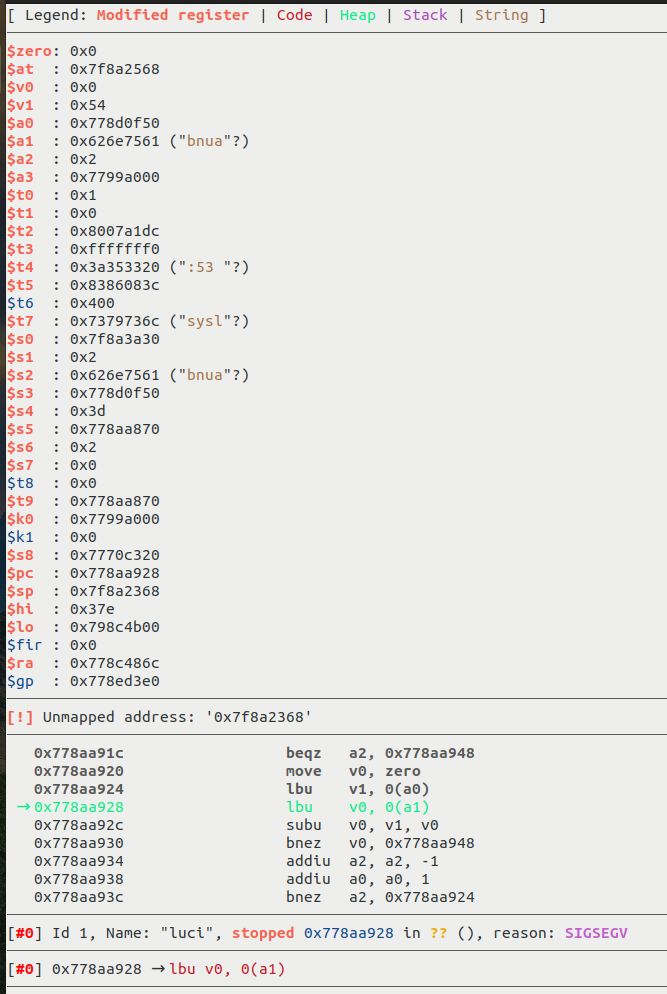 [ Legend: Modified register | Code | Heap | Stack | String ]
$zero: 0x0
$at  : 0x7f8a2568
$v0  : 0x0
$v1  : 0x54
$a0  : 0x778d0f50
$a1  : 0x626e7561 ("bnua"?)
$a2  : 0x2
$a3  : 0x7799a000
$t0  : 0x1
$t1  : 0x0
$t2  : 0x8007a1dc
$t3  : 0xfffffff0
$t4  : 0x3a353320 (":53 "?)
$t5  : 0x8386083c
$t6  : 0x400
$t7  : 0x7379736c ("sysl"?)
$s0  : 0x7f8a3a30
$s1  : 0x2
$s2  : 0x626e7561 ("bnua"?)
$s3  : 0x778d0f50
$s4  : 0x3d
$s5  : 0x778aa870
$s6  : 0x2
$s7  : 0x0
$t8  : 0x0
$t9  : 0x778aa870
$k0  : 0x7799a000
$k1  : 0x0
$s8  : 0x7770c320
$pc  : 0x778aa928
$sp  : 0x7f8a2368
$hi  : 0x37e
$lo  : 0x798c4b00
$fir : 0x0
$ra  : 0x778c486c
$gp  : 0x778ed3e0
[!] Unmapped address: '0x7f8a2368'
0x778aa91c beqz a2, 0x778aa948
0x778aa920 move v0, zero
0x778aa924 lbu v1, 0(a0)
→0x778aa928 lbu v0, 0(a1)
0x778aa92c subu v0, v1, v0
0x778aa930 bnez v0, 0x778aa948
0x778aa934 addiu a2, a2, -1
0x778aa938 addiu a0, a0, 1
0x778aa93c bnez a2, 0x778aa924
[#0] Id 1, Name: "luci", stopped 0x778aa928 in ?? (), reason: SIGSEGV
[#0] 0x778aa928 → lbu v0, 0(a1)